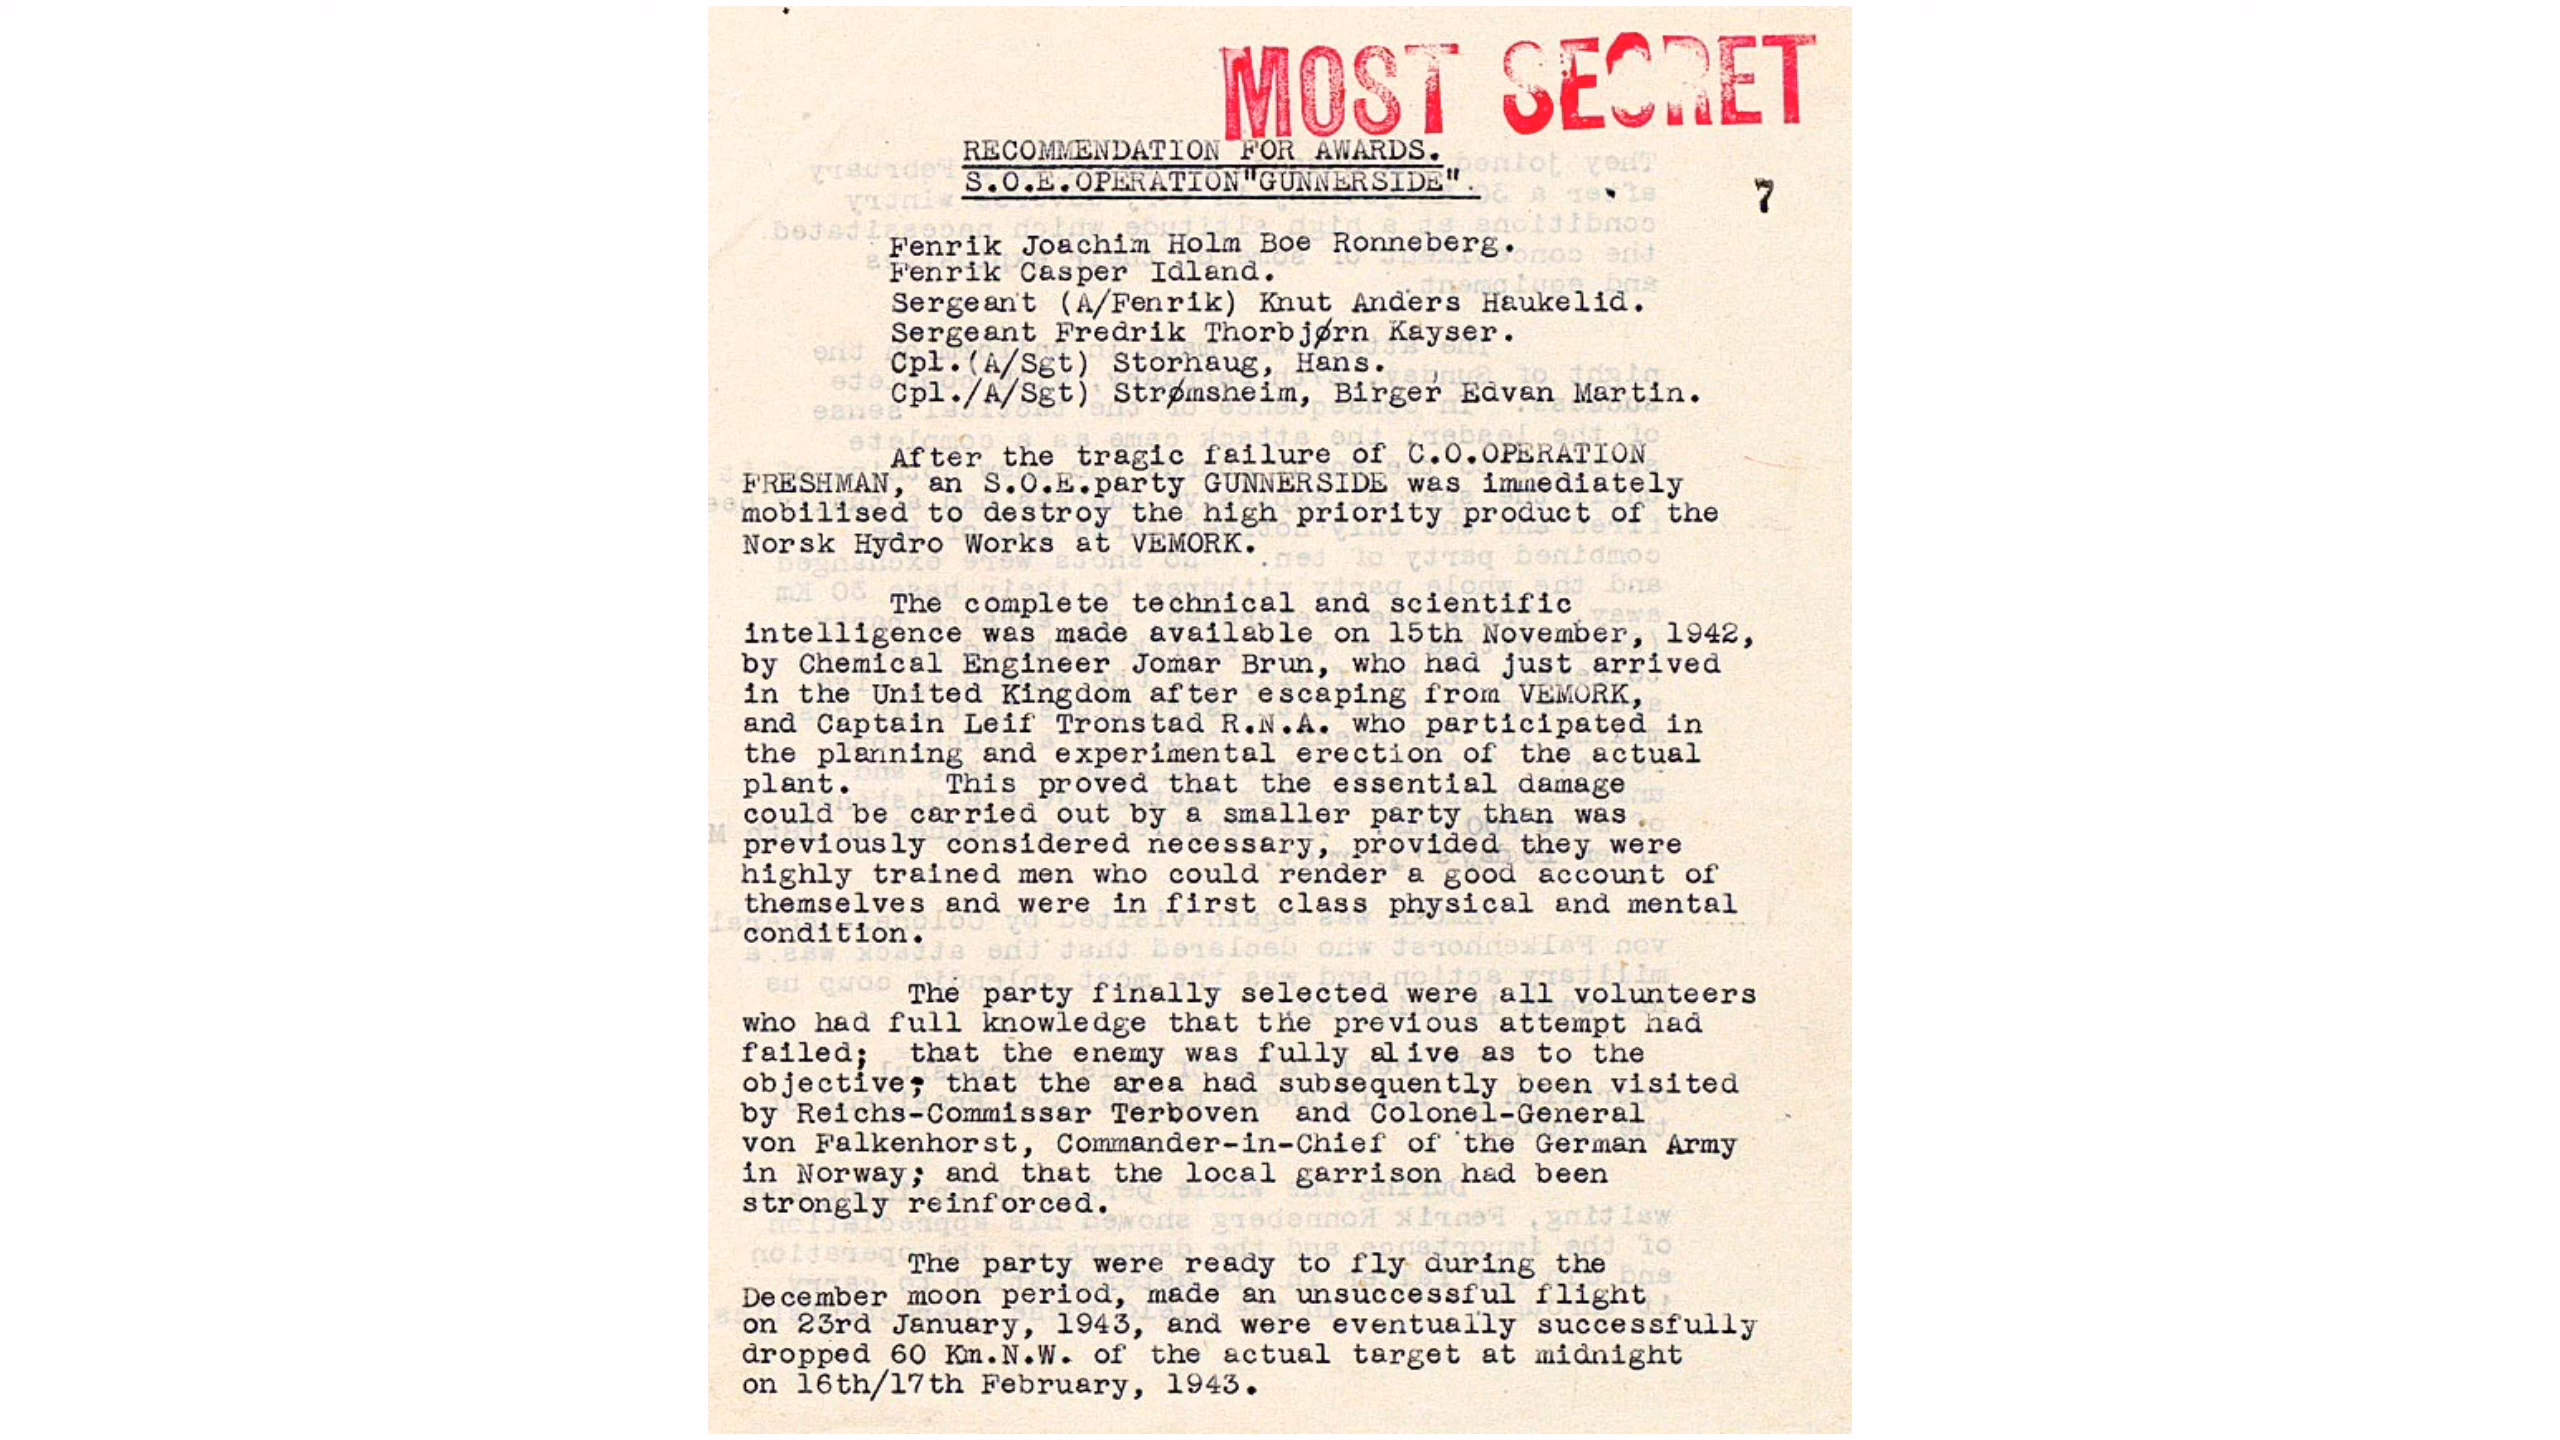 MOST SECRET
RECOMMENDATION FOR AWARDS.
S.O.E.OPERATION"GUNNERSIDE".
7
Fenrik Joachim Holm Boe Ronneberg.
Fenrik Casper Idland.
Sergeant (A/Fenrik) Knut Anders Haukelid.
Sergeant Fredrik Thorbjørn Kayser.
Cpl.(A/Sgt) Storhaug, Hans.
Cpl./A/Sgt) Strømsheim, Birger Edvan Martin.
After the tragic failure of C.O.OPERATION
FRESHMAN, an S.O.E.party GUNNERSIDE was immediately
mobilised to destroy the high priority product of the
Norsk Hydro Works at VEMORK.
The complete technical and scientific
intelligence was made available on 15th November, 1942,
by Chemical Engineer Jomar Brun, who had just arrived
in the United Kingdom after escaping from VEMORK,
and Captain Leif Tronstad R.N.A. who participated in
the planning and experimental erection of the actual
plant. This proved that the essential damage
could be carried out by a smaller party than was
previously considered necessary, provided they were
highly trained men who could render a good account of
themselves and were in first class physical and mental
condition.
The party finally selected were all volunteers
who had full knowledge that the previous attempt had
failed; that the enemy was fully alive as to the
objective; that the area had subsequently been visited
by Reichs-Commissar Terboven and Colonel-General
von Falkenhorst, Commander-in-Chief of the German Army
in Norway; and that the local garrison had been
strongly reinforced.
The party were ready to fly during the
December moon period, made an unsuccessful flight
on 23rd January, 1943, and were eventually successfully
dropped 60 Km.N.W. of the actual target at midnight
on 16th/17th February, 1943.